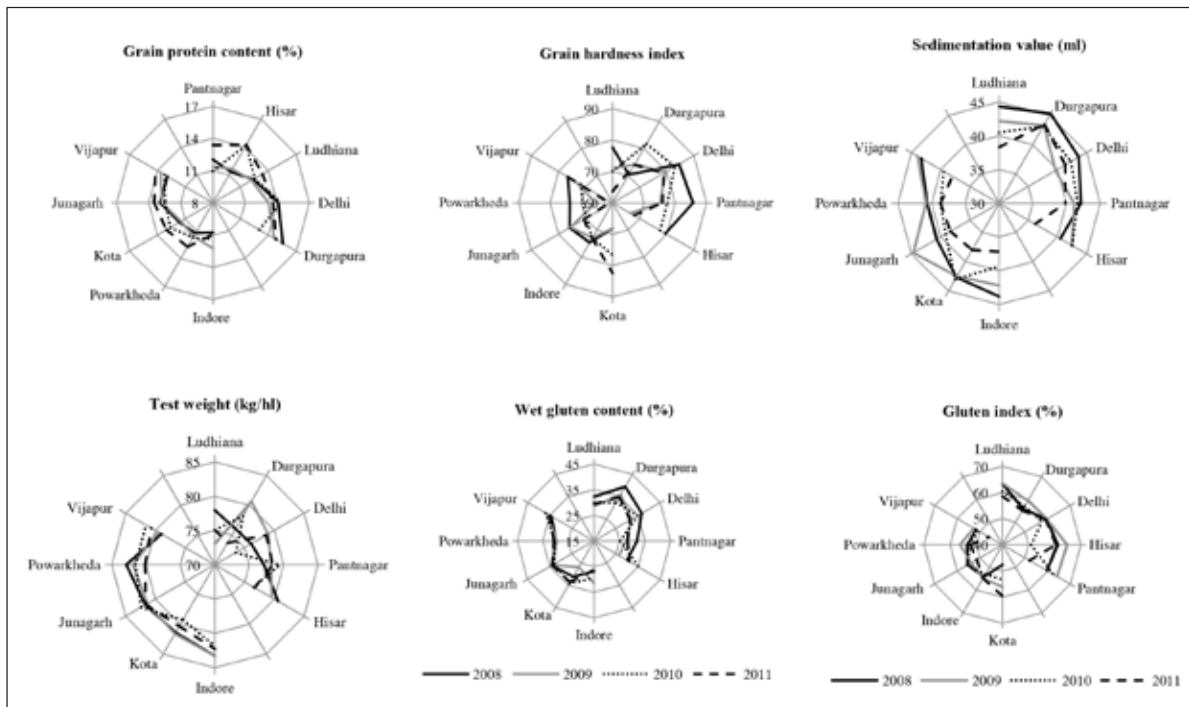 Grain protein content (%)
Pantnagar
17
Hisar
14
Vijapur
Ludhiana
11
Junagarh
8
Delhi
Kota
Durgapura
Powarkheda
Indore
Grain hardness index
Ludhiana
90
Durgapura
80
Vijapur
Delhi
70
Powarkheda
Pantnagar
Junagarh
Hisar
Indore
Kota
Sedimentation value (ml)
Ludhiana
45
Durgapura
40
Vijapur
Delhi
35
Powarkheda
30
Pantnagar
Junagarh
Hisar
Kota
Indore
Test weight (kg/hl)
Ludhiana
85
Durgapura
80
Vijapur
Delhi
75
Powarkheda
70
Pantnagar
Junagarh
Hisar
Kota
Indore
Wet gluten content (%)
Ludhiana
45
Durgapura
35
Vijapur
Delhi
25
Powarkheda
15
Pantnagar
Junagarh
Hisar
Kota
Indore
2008 2009 2010 2011
Gluten index (%)
Ludhiana
70
Durgapura
60
Vijapur
Delhi
50
Powarkheda
40
Hisar
Junagarh
Pantnagar
Indore
Kota
2008 2009 2010 2011